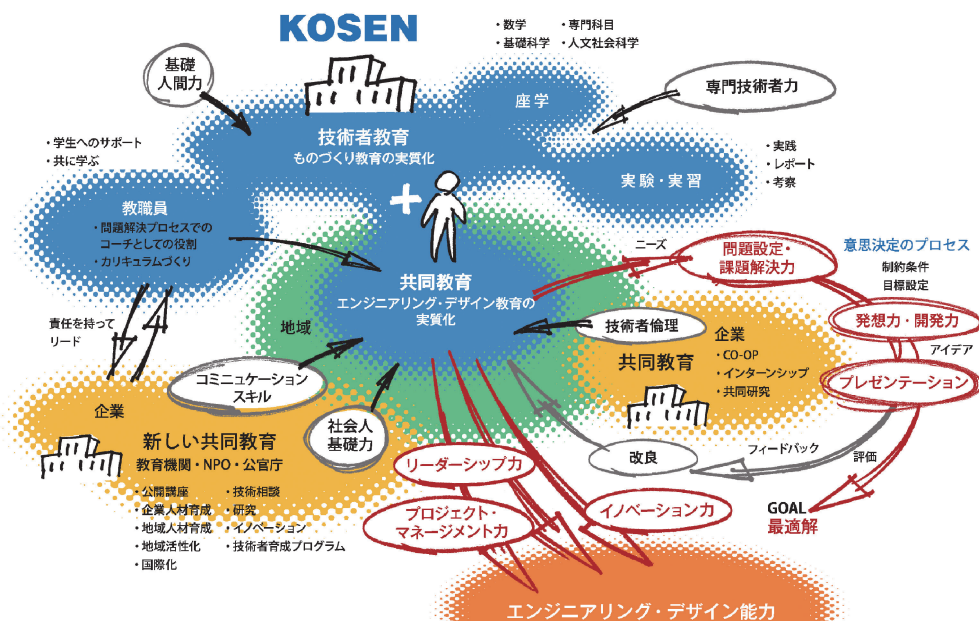 KOSEN
・数学 ・専門科目
・基礎科学 ・人文社会科学
基礎
人間力
専門技術者力
座学
技術者教育
ものづくり教育の実質化
・学生へのサポート
・共に学ぶ
実験・実習
・実践
・レポート
・考察
教職員
・問題解決プロセスでの
コーチとしての役割
・カリキュラムづくり
+
ニーズ
問題設定・
課題解決力
意思決定のプロセス
制約条件
目標設定
共同教育
エンジニアリング・デザイン教育の
実質化
地域
責任を持って
リード
技術者倫理
発想力・開発力
アイデア
企業
共同教育
・CO-OP
・インターンシップ
・共同研究
プレゼンテーション
コミニュケーション
スキル
企業
新しい共同教育
教育機関・NPO・公官庁
社会人
基礎力
改良
フィードバック
評価
リーダーシップ力
・公開講座 ・技術相談
・企業人材育成 ・研究
・地域人材育成 ・イノベーション
・地域活性化 ・技術者育成プログラム
・国際化
プロジェクト・
マネージメント力
イノベーション力
GOAL
最適解
エンジニアリング・デザイン能力